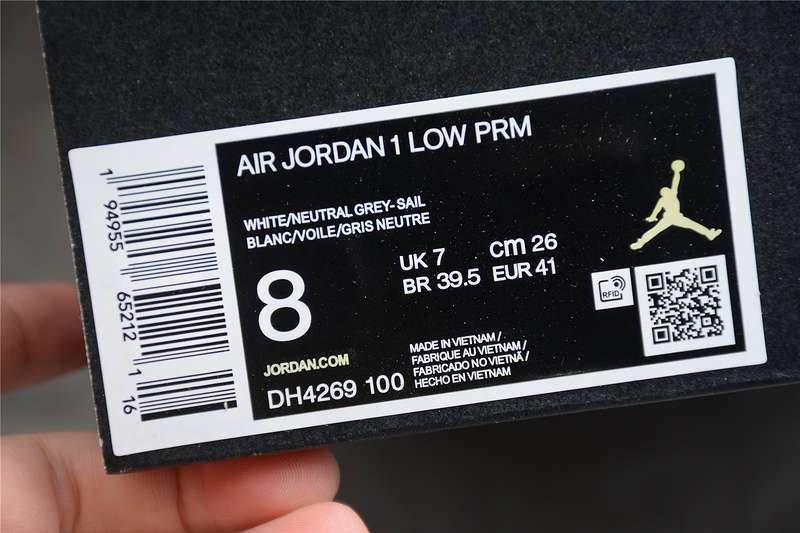 AIR JORDAN 1 LOW PRM
WHITE/NEUTRAL GREY-SAIL
BLANC/VOILE/GRIS NEUTRE
8
UK 7 cm 26
BR 39.5 EUR 41
RFID
JORDAN.COM
DH4269 100
MADE IN VIETNAM /
FABRIQUE AU VIETNAM /
FABRICADO NO VIETNÃ /
HECHO EN VIETNAM
1 94955 65212 1 16